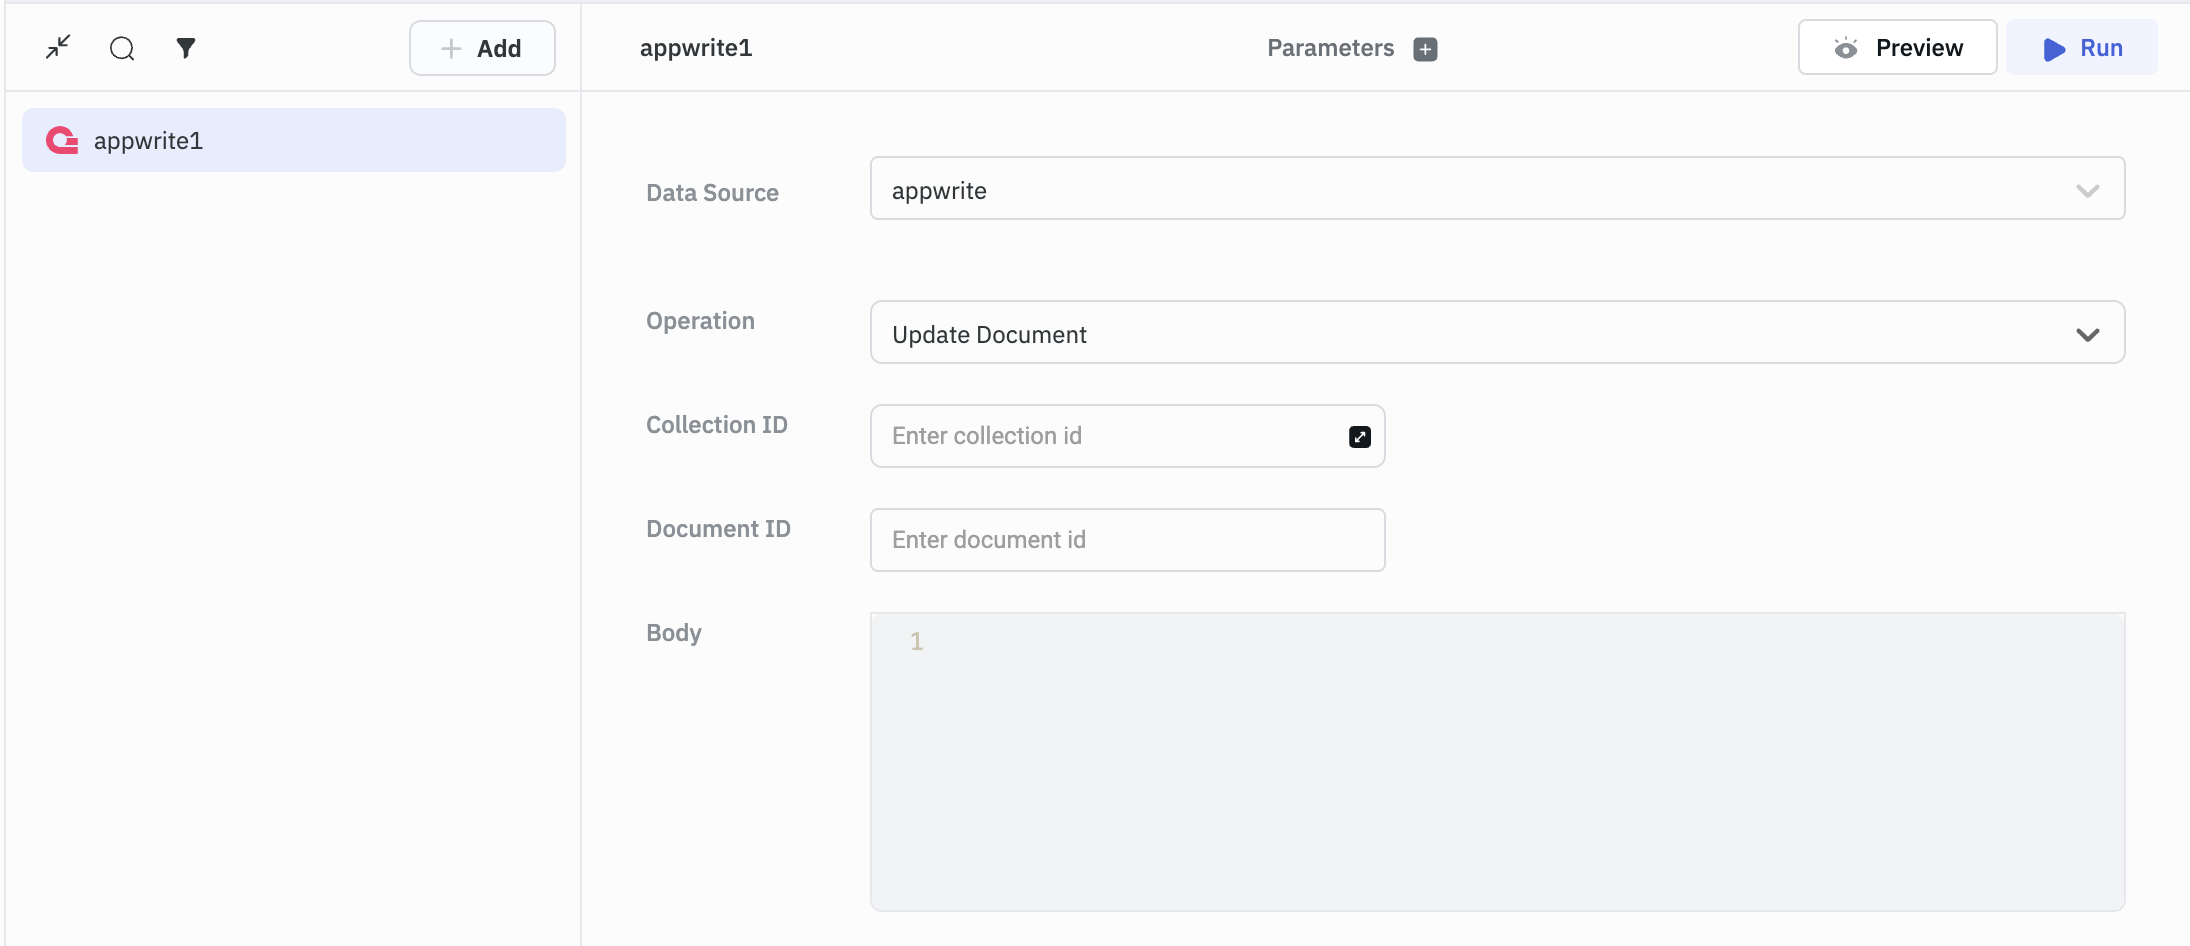 Add
appwrite1
Parameters
Preview
Run
appwrite1
Data Source
appwrite
Operation
Update Document
Collection ID
Enter collection id
Document ID
Enter document id
Body
1